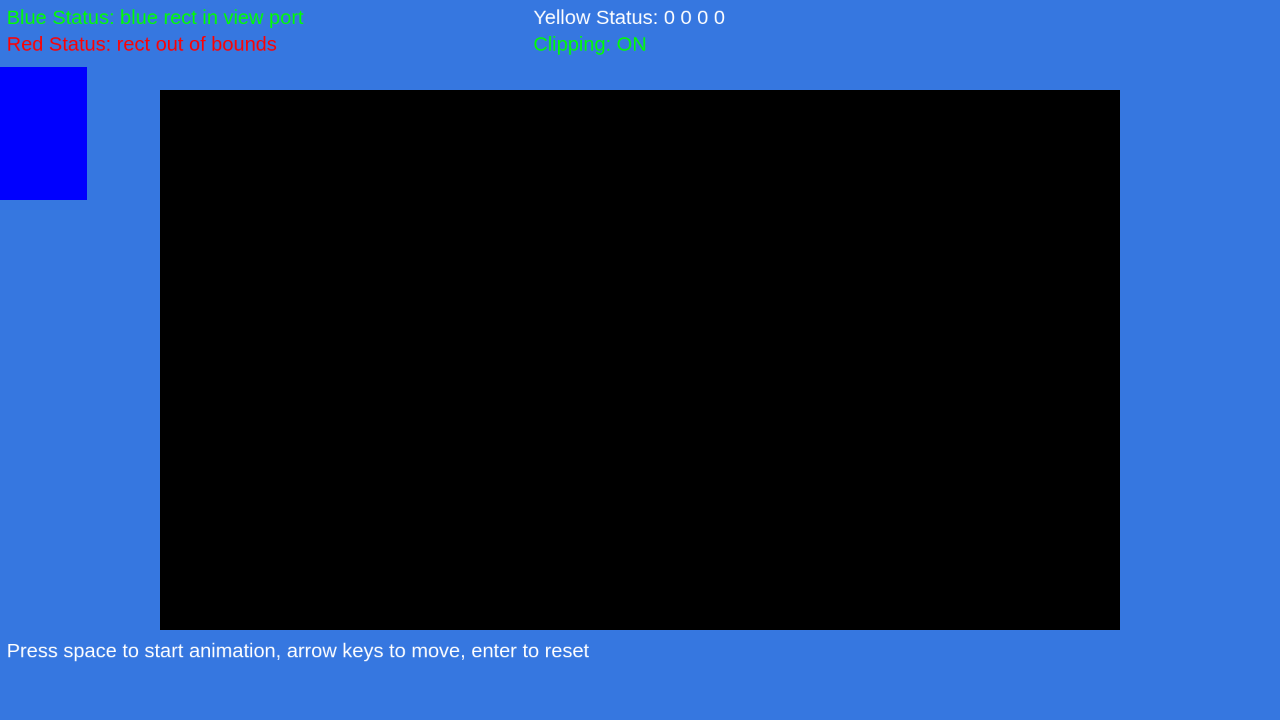 Blue Status: blue rect in view port
Yellow Status: 0 0 0 0
Red Status: rect out of bounds
Clipping: ON
Press space to start animation, arrow keys to move, enter to reset